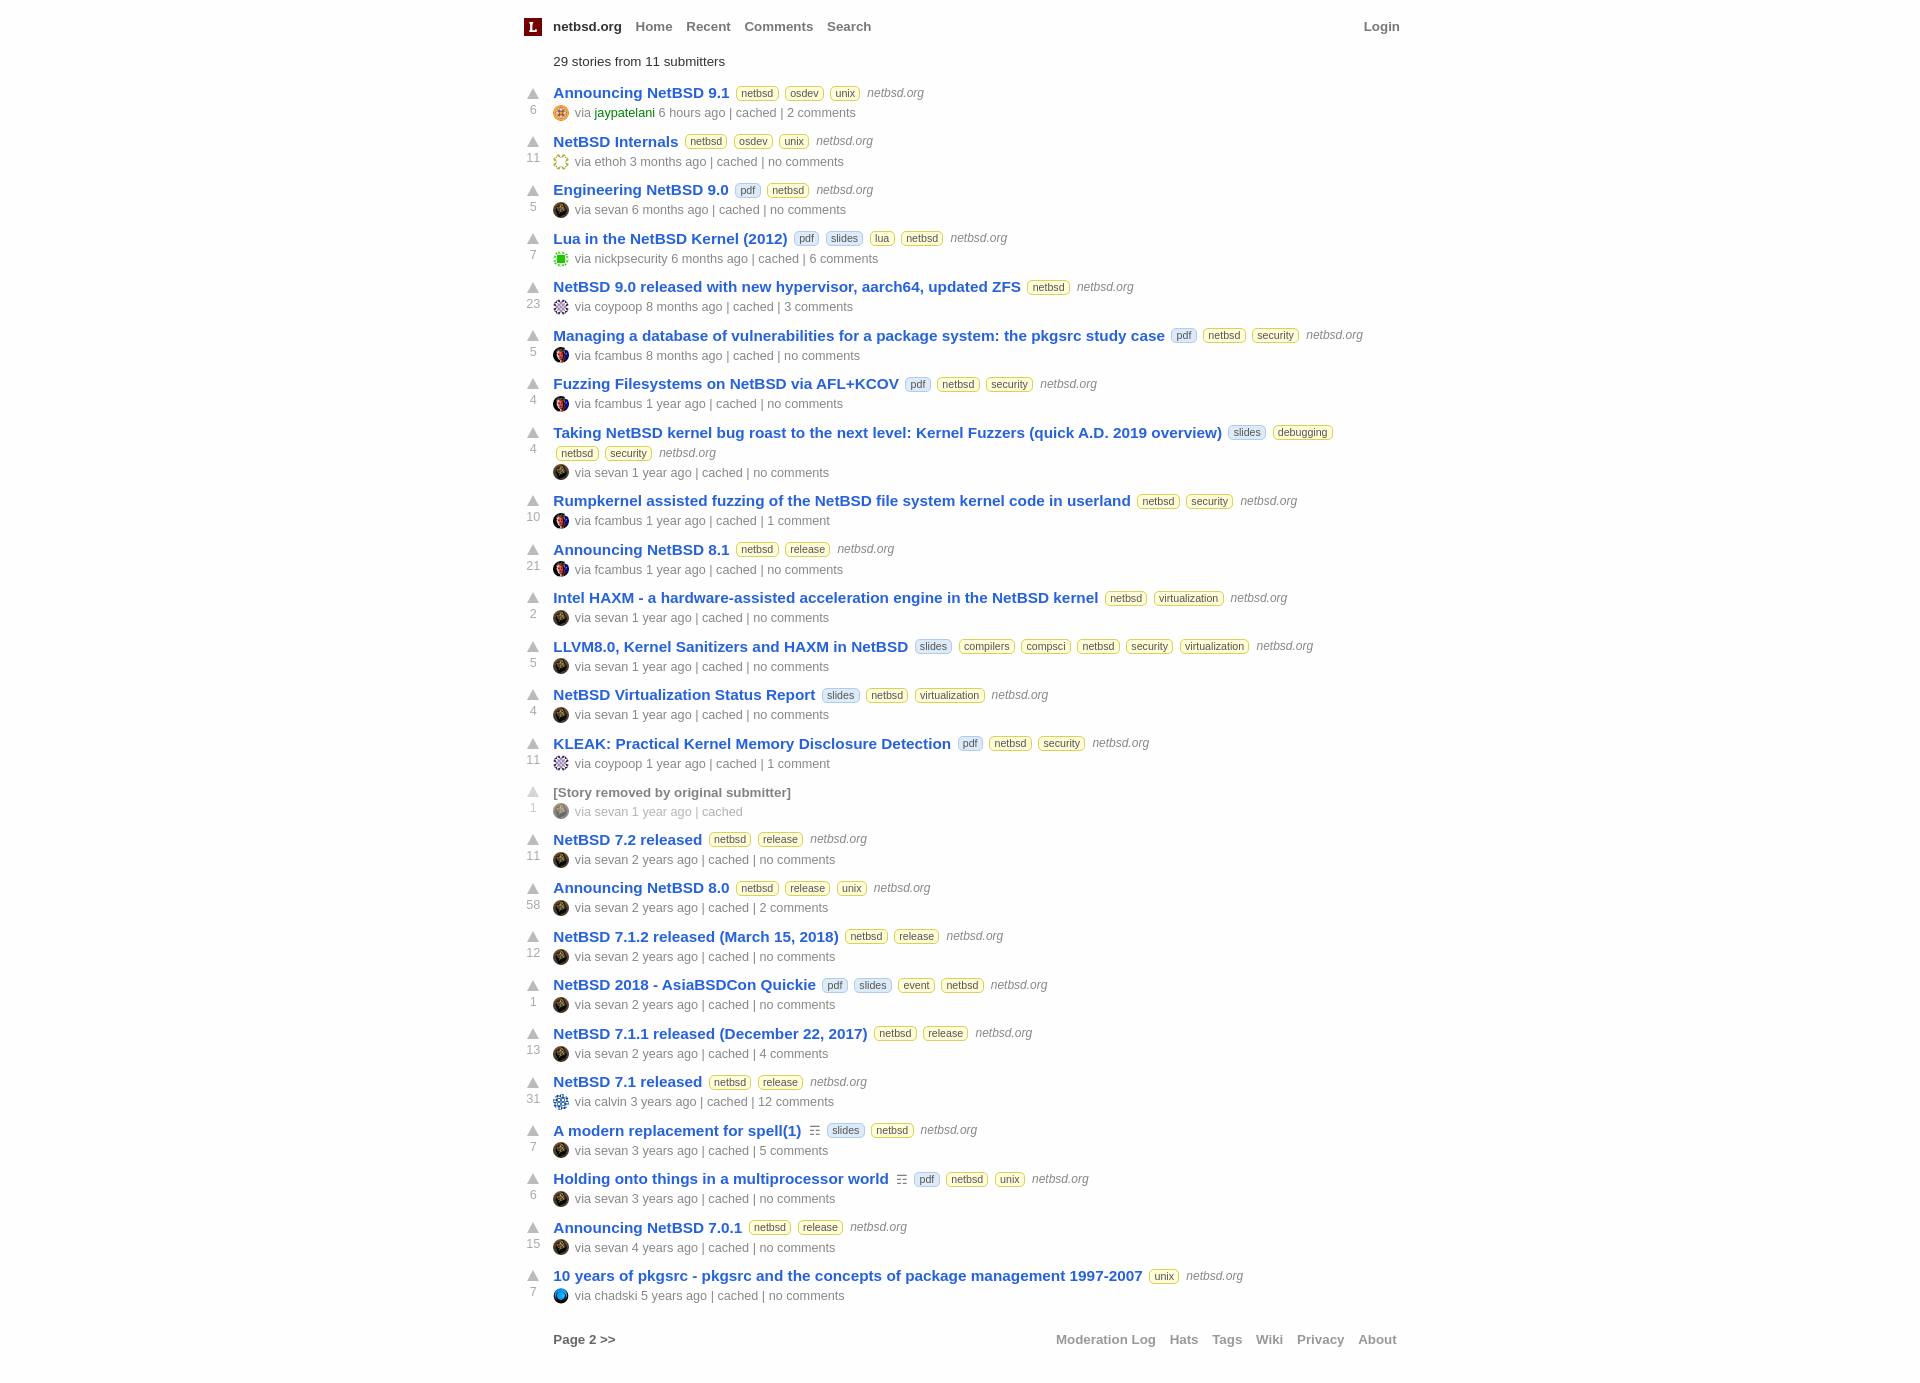 L netbsd.org Home Recent Comments Search Login
29 stories from 11 submitters
Announcing NetBSD 9.1 netbsd osdev unix netbsd.org
6 via jaypatelani 6 hours ago | cached | 2 comments
NetBSD Internals netbsd osdev unix netbsd.org
11 via ethoh 3 months ago | cached | no comments
Engineering NetBSD 9.0 pdf netbsd netbsd.org
5 via sevan 6 months ago | cached | no comments
Lua in the NetBSD Kernel (2012) pdf slides lua netbsd netbsd.org
7 via nickpsecurity 6 months ago | cached | 6 comments
NetBSD 9.0 released with new hypervisor, aarch64, updated ZFS netbsd netbsd.org
23 via coypoop 8 months ago | cached | 3 comments
Managing a database of vulnerabilities for a package system: the pkgsrc study case pdf netbsd security netbsd.org
5 via fcambus 8 months ago | cached | no comments
Fuzzing Filesystems on NetBSD via AFL+KCOV pdf netbsd security netbsd.org
4 via fcambus 1 year ago | cached | no comments
Taking NetBSD kernel bug roast to the next level: Kernel Fuzzers (quick A.D. 2019 overview) slides debugging
4 netbsd security netbsd.org
via sevan 1 year ago | cached | no comments
Rumpkernel assisted fuzzing of the NetBSD file system kernel code in userland netbsd security netbsd.org
10 via fcambus 1 year ago | cached | 1 comment
Announcing NetBSD 8.1 netbsd release netbsd.org
21 via fcambus 1 year ago | cached | no comments
Intel HAXM - a hardware-assisted acceleration engine in the NetBSD kernel netbsd virtualization netbsd.org
2 via sevan 1 year ago | cached | no comments
LLVM8.0, Kernel Sanitizers and HAXM in NetBSD slides compilers compsci netbsd security virtualization netbsd.org
5 via sevan 1 year ago | cached | no comments
NetBSD Virtualization Status Report slides netbsd virtualization netbsd.org
4 via sevan 1 year ago | cached | no comments
KLEAK: Practical Kernel Memory Disclosure Detection pdf netbsd security netbsd.org
11 via coypoop 1 year ago | cached | 1 comment
[Story removed by original submitter]
1 via sevan 1 year ago | cached
NetBSD 7.2 released netbsd release netbsd.org
11 via sevan 2 years ago | cached | no comments
Announcing NetBSD 8.0 netbsd release unix netbsd.org
58 via sevan 2 years ago | cached | 2 comments
NetBSD 7.1.2 released (March 15, 2018) netbsd release netbsd.org
12 via sevan 2 years ago | cached | no comments
NetBSD 2018 - AsiaBSDCon Quickie pdf slides event netbsd netbsd.org
1 via sevan 2 years ago | cached | no comments
NetBSD 7.1.1 released (December 22, 2017) netbsd release netbsd.org
13 via sevan 2 years ago | cached | 4 comments
NetBSD 7.1 released netbsd release netbsd.org
31 via calvin 3 years ago | cached | 12 comments
A modern replacement for spell(1) ☶ slides netbsd netbsd.org
7 via sevan 3 years ago | cached | 5 comments
Holding onto things in a multiprocessor world ☶ pdf netbsd unix netbsd.org
6 via sevan 3 years ago | cached | no comments
Announcing NetBSD 7.0.1 netbsd release netbsd.org
15 via sevan 4 years ago | cached | no comments
10 years of pkgsrc - pkgsrc and the concepts of package management 1997-2007 unix netbsd.org
7 via chadski 5 years ago | cached | no comments
Page 2 >> Moderation Log Hats Tags Wiki Privacy About